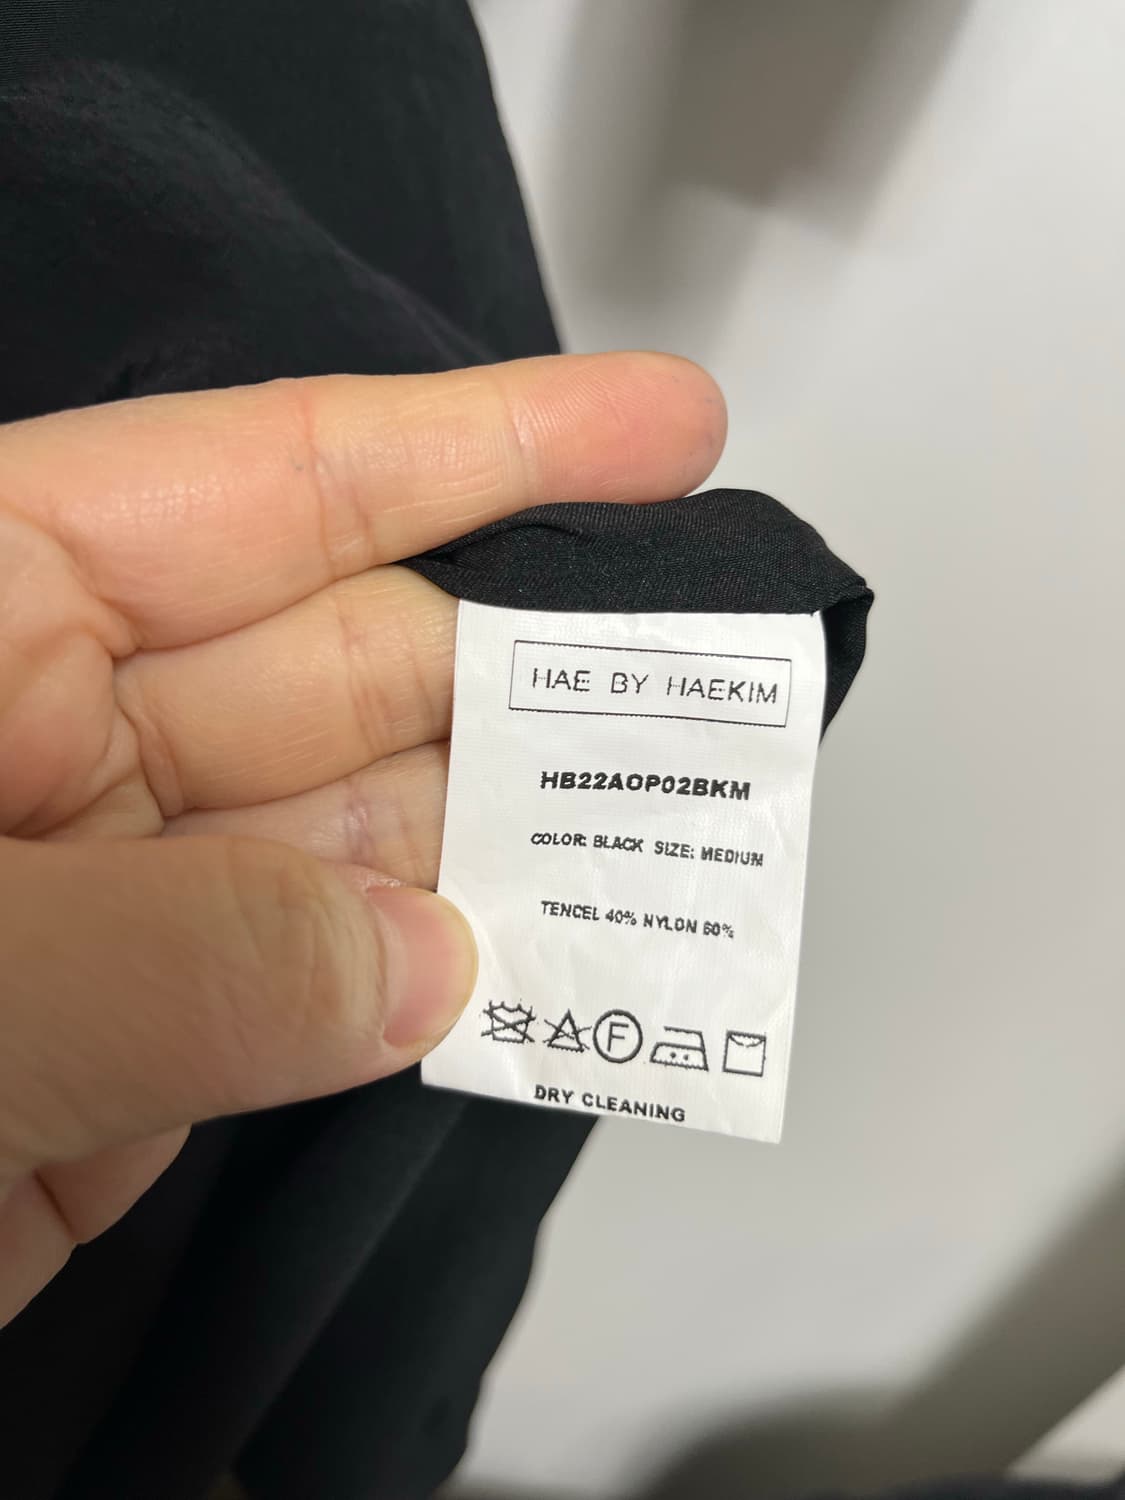 HAE BY HAEKIM
HB22AOP02BKM
COLOR: BLACK SIZE: MEDIUM
TENCEL 40% NYLON 60%
F
DRY CLEANING